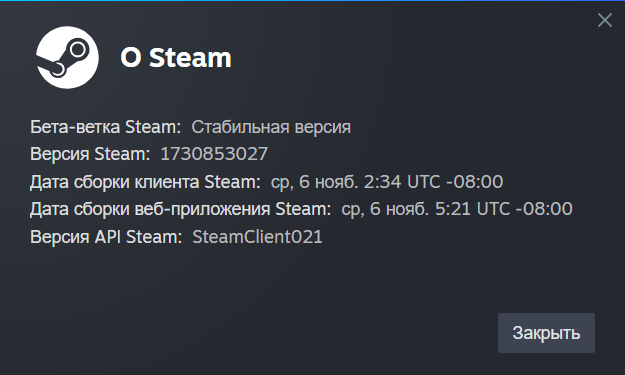 О Steam
Бета-ветка Steam: Стабильная версия
Версия Steam: 1730853027
Дата сборки клиента Steam: ср, 6 нояб. 2:34 UTC -08:00
Дата сборки веб-приложения Steam: ср, 6 нояб. 5:21 UTC -08:00
Версия API Steam: SteamClient021
Закрыть